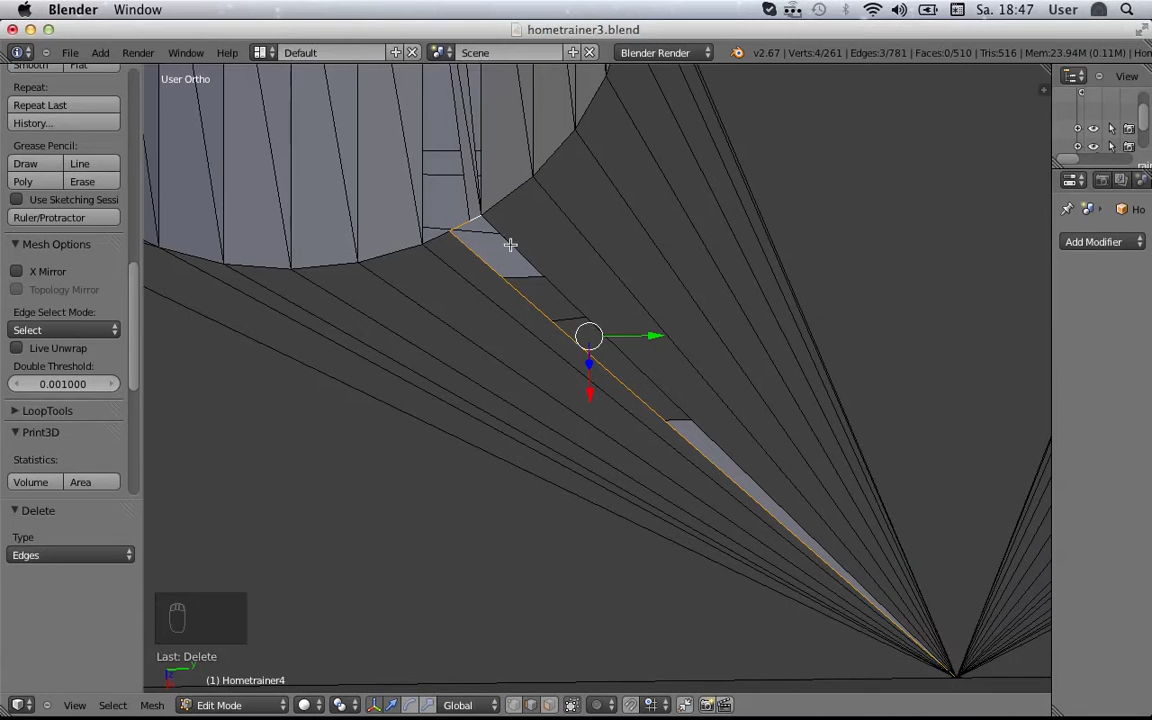 Blender Window Sa. 18:47 User
hometrainer3.blend
File Add Render Window Help Default Scene Blender Render v2.67 | Verts:4/261 | Edges:3/781 | Faces:0/510 | Tris:516 | Mem:23.94M (0.11M) | Ho
Smooth Flat
User Ortho
View
Repeat:
Repeat Last
History...
Grease Pencil:
Draw Line
Poly Erase
Use Sketching Sessi
Ruler/Protractor
Ho
Mesh Options
Add Modifier
X Mirror
Topology Mirror
Edge Select Mode:
Select
Live Unwrap
Double Threshold:
0.001000
LoopTools
Print3D
Statistics:
Volume Area
Delete
Type
Edges
Last: Delete
(1) Hometrainer4
View Select Mesh Edit Mode Global